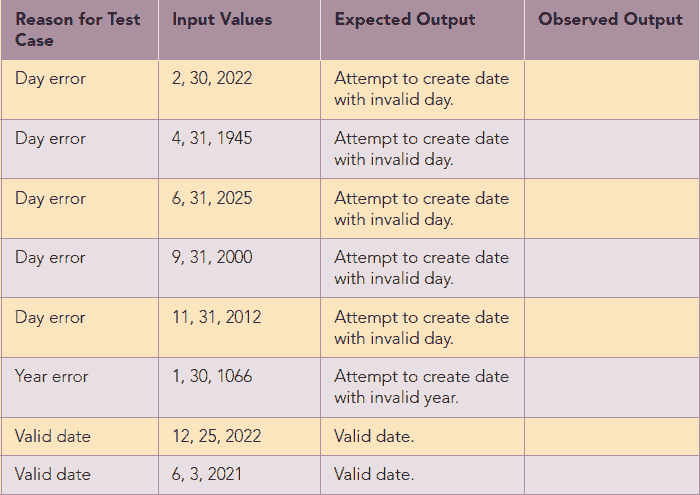 Reason for Test Case Input Values Expected Output Observed Output
Day error 2, 30, 2022 Attempt to create date
with invalid day.
Day error 4, 31, 1945 Attempt to create date
with invalid day.
Day error 6, 31, 2025 Attempt to create date
with invalid day.
Day error 9, 31, 2000 Attempt to create date
with invalid day.
Day error 11, 31, 2012 Attempt to create date
with invalid day.
Year error 1, 30, 1066 Attempt to create date
with invalid year.
Valid date 12, 25, 2022 Valid date.
Valid date 6, 3, 2021 Valid date.